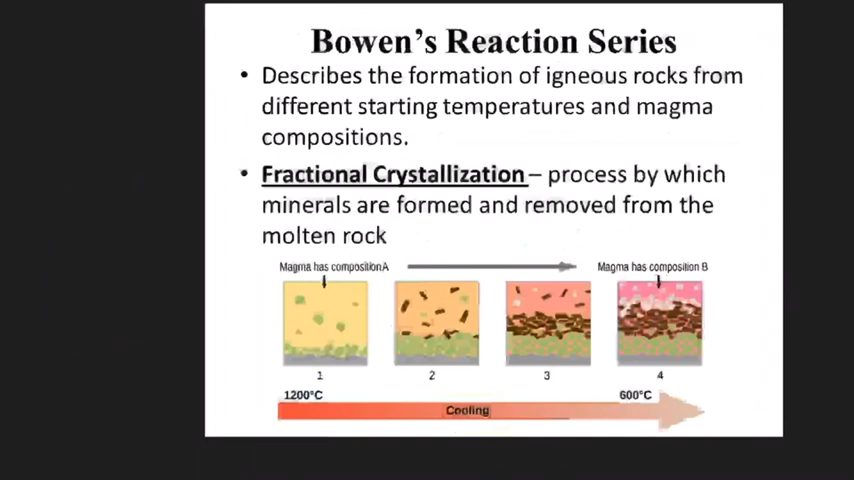 Bowen's Reaction Series
• Describes the formation of igneous rocks from
different starting temperatures and magma
compositions.
• Fractional Crystallization – process by which
minerals are formed and removed from the
molten rock
Magma has composition A
Magma has composition B
1
2
3
4
1200°C
600°C
Cooling